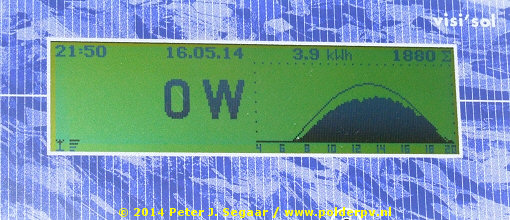 visi'sol
21:50 16.05.14 3.9 kWh 1880 Σ
0 W
4 6 8 10 12 14 16 18 20
© 2014 Peter J. Segaar / www.polderpv.nl